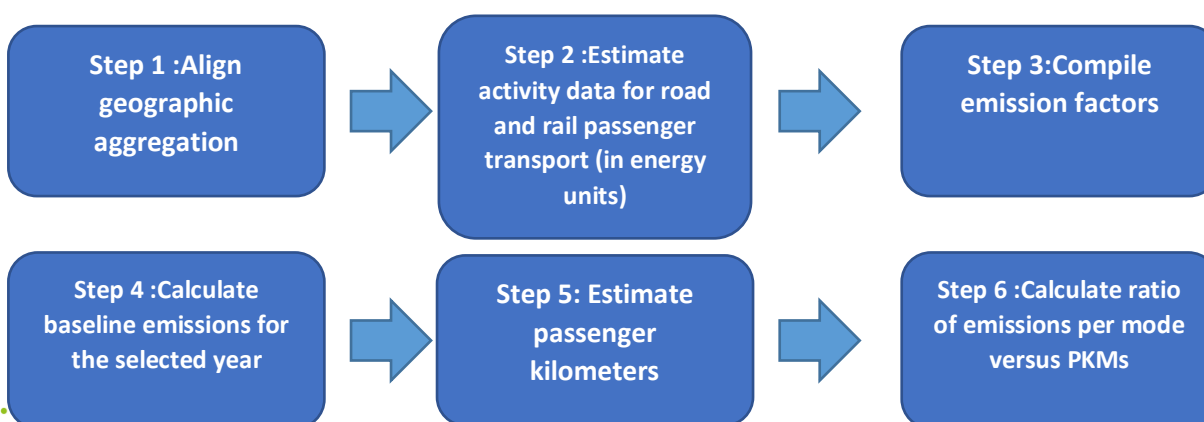 Step 1 :Align
geographic
aggregation
Step 2 :Estimate
activity data for road
and rail passenger
transport (in energy
units)
Step 3:Compile
emission factors
Step 4 :Calculate
baseline emissions for
the selected year
Step 5: Estimate
passenger
kilometers
Step 6 :Calculate ratio
of emissions per mode
versus PKMs